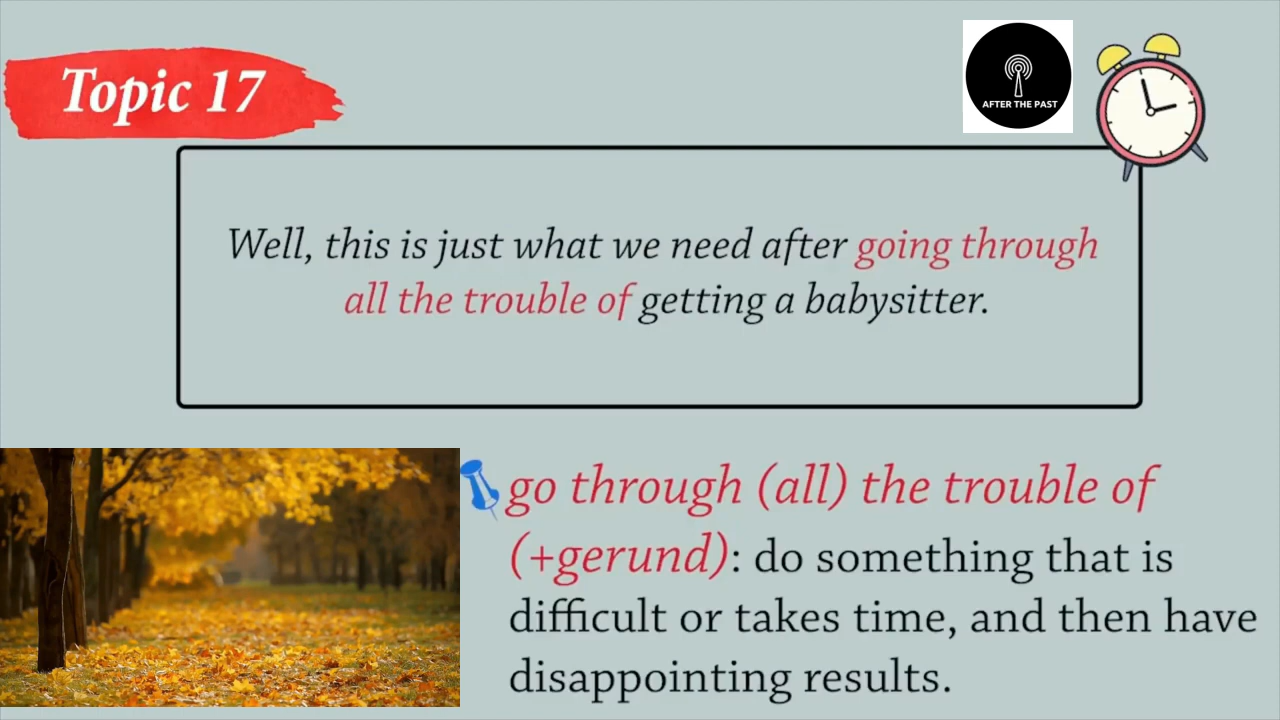 Topic 17
AFTER THE PAST
Well, this is just what we need after going through
all the trouble of getting a babysitter.
go through (all) the trouble of
(+gerund): do something that is
difficult or takes time, and then have
disappointing results.